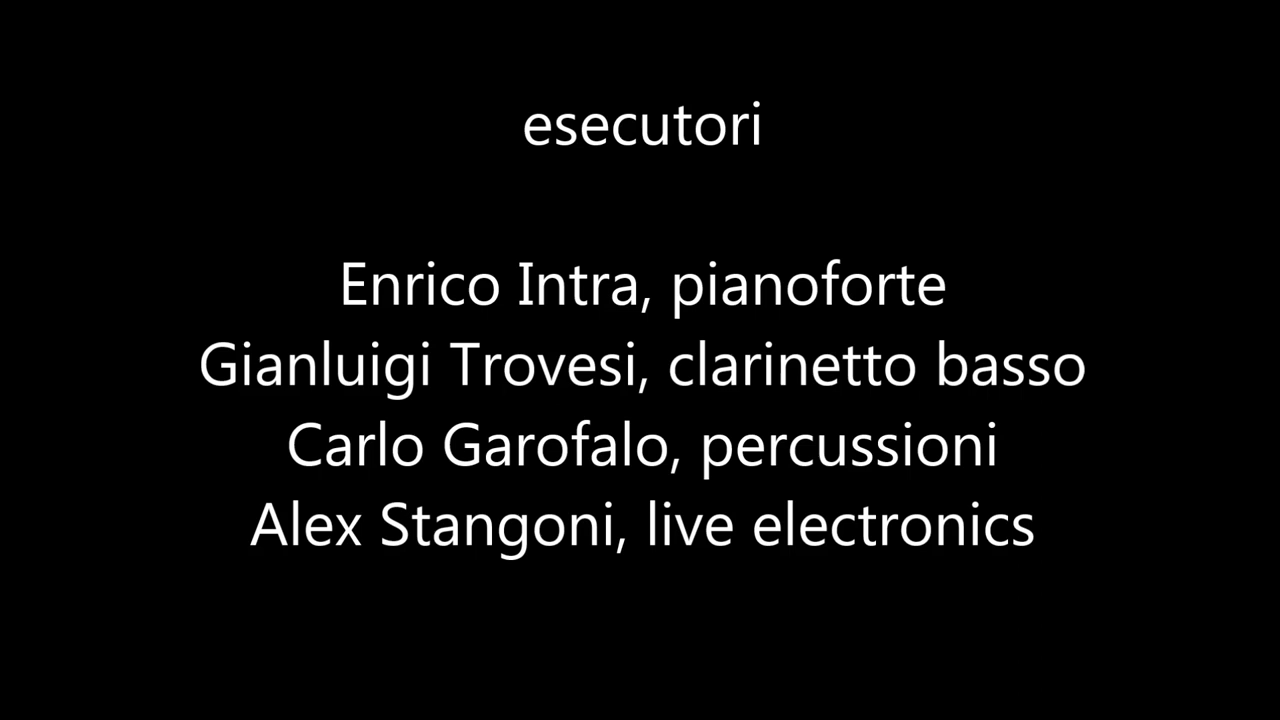 esecutori
Enrico Intra, pianoforte
Gianluigi Trovesi, clarinetto basso
Carlo Garofalo, percussioni
Alex Stangoni, live electronics